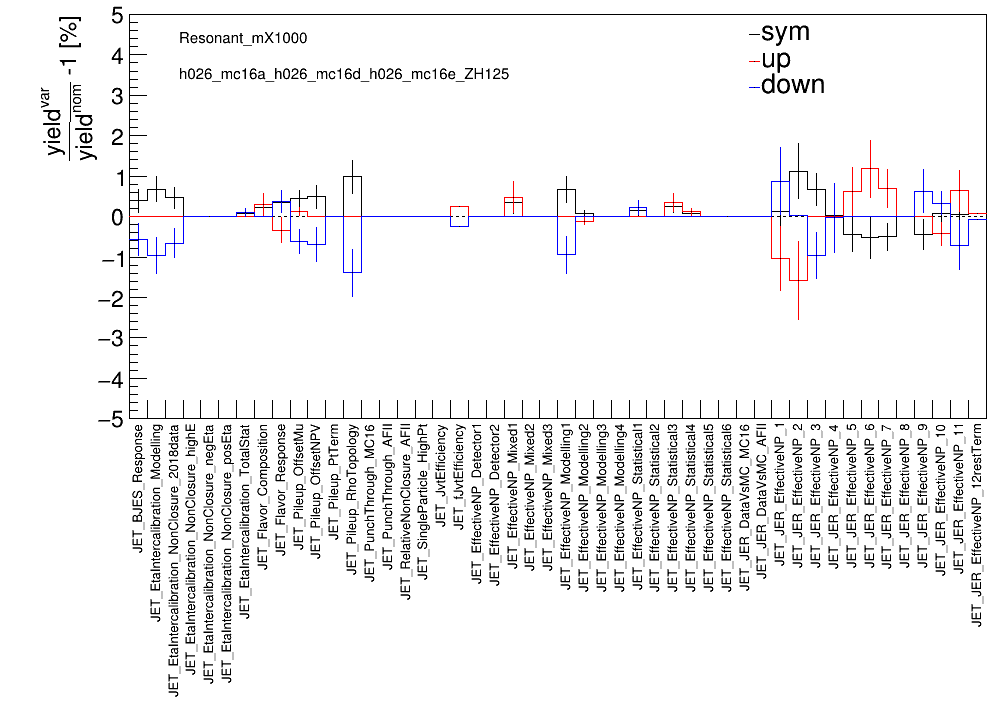 yield^var / yield^nom -1 [%]
5
4
3
2
1
0
−1
−2
−3
−4
−5
Resonant_mX1000
h026_mc16a_h026_mc16d_h026_mc16e_ZH125
sym
up
down
JET_BJES_Response
JET_EtaIntercalibration_Modelling
JET_EtaIntercalibration_NonClosure_2018data
JET_EtaIntercalibration_NonClosure_highE
JET_EtaIntercalibration_NonClosure_negEta
JET_EtaIntercalibration_NonClosure_posEta
JET_EtaIntercalibration_TotalStat
JET_Flavor_Composition
JET_Flavor_Response
JET_Pileup_OffsetMu
JET_Pileup_OffsetNPV
JET_Pileup_PtTerm
JET_Pileup_RhoTopology
JET_PunchThrough_MC16
JET_PunchThrough_AFII
JET_RelativeNonClosure_AFII
JET_SingleParticle_HighPt
JET_JvtEfficiency
JET_fJvtEfficiency
JET_EffectiveNP_Detector1
JET_EffectiveNP_Detector2
JET_EffectiveNP_Mixed1
JET_EffectiveNP_Mixed2
JET_EffectiveNP_Mixed3
JET_EffectiveNP_Modelling1
JET_EffectiveNP_Modelling2
JET_EffectiveNP_Modelling3
JET_EffectiveNP_Modelling4
JET_EffectiveNP_Statistical1
JET_EffectiveNP_Statistical2
JET_EffectiveNP_Statistical3
JET_EffectiveNP_Statistical4
JET_EffectiveNP_Statistical5
JET_EffectiveNP_Statistical6
JET_JER_DataVsMC_MC16
JET_JER_DataVsMC_AFII
JET_JER_EffectiveNP_1
JET_JER_EffectiveNP_2
JET_JER_EffectiveNP_3
JET_JER_EffectiveNP_4
JET_JER_EffectiveNP_5
JET_JER_EffectiveNP_6
JET_JER_EffectiveNP_7
JET_JER_EffectiveNP_8
JET_JER_EffectiveNP_9
JET_JER_EffectiveNP_10
JET_JER_EffectiveNP_11
JET_JER_EffectiveNP_12restTerm